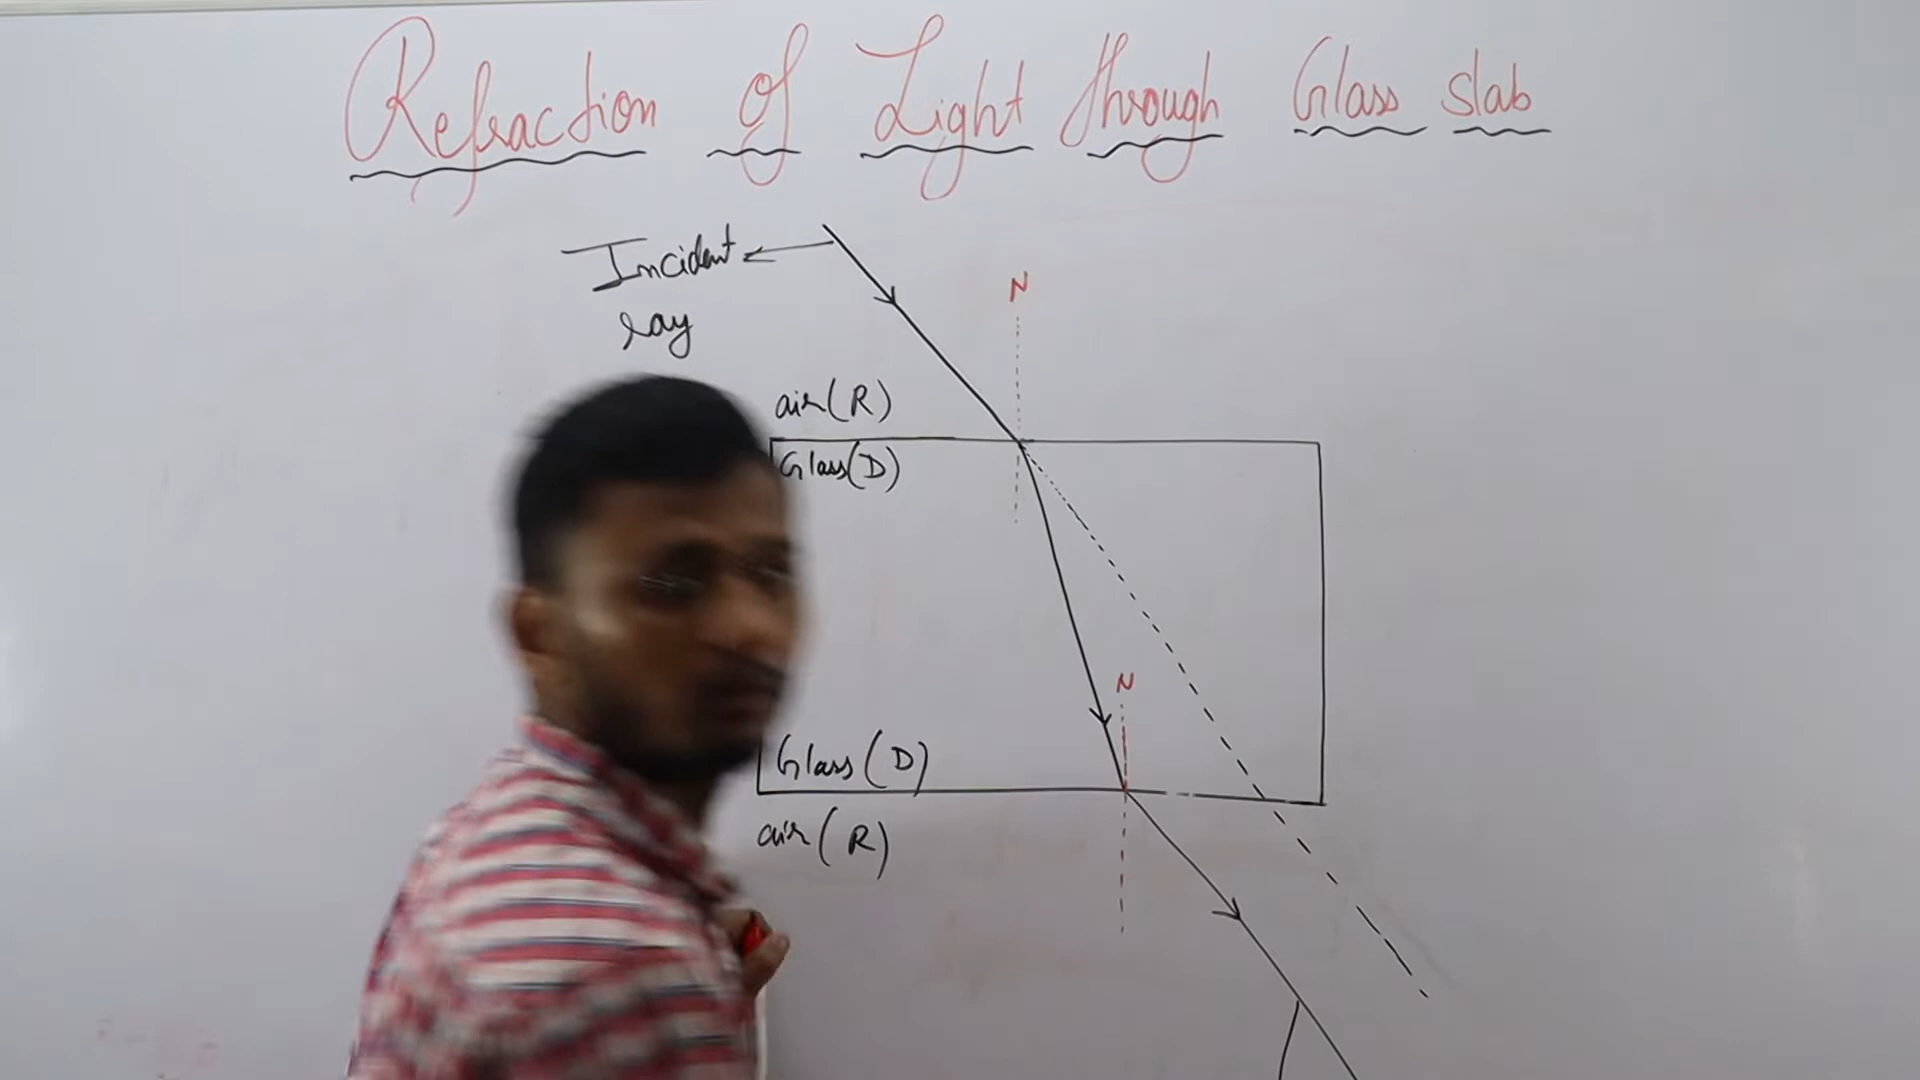 Refraction of Light through Glass slab
Incident
ray
N
air (R)
Glass (D)
N
Glass (D)
air (R)